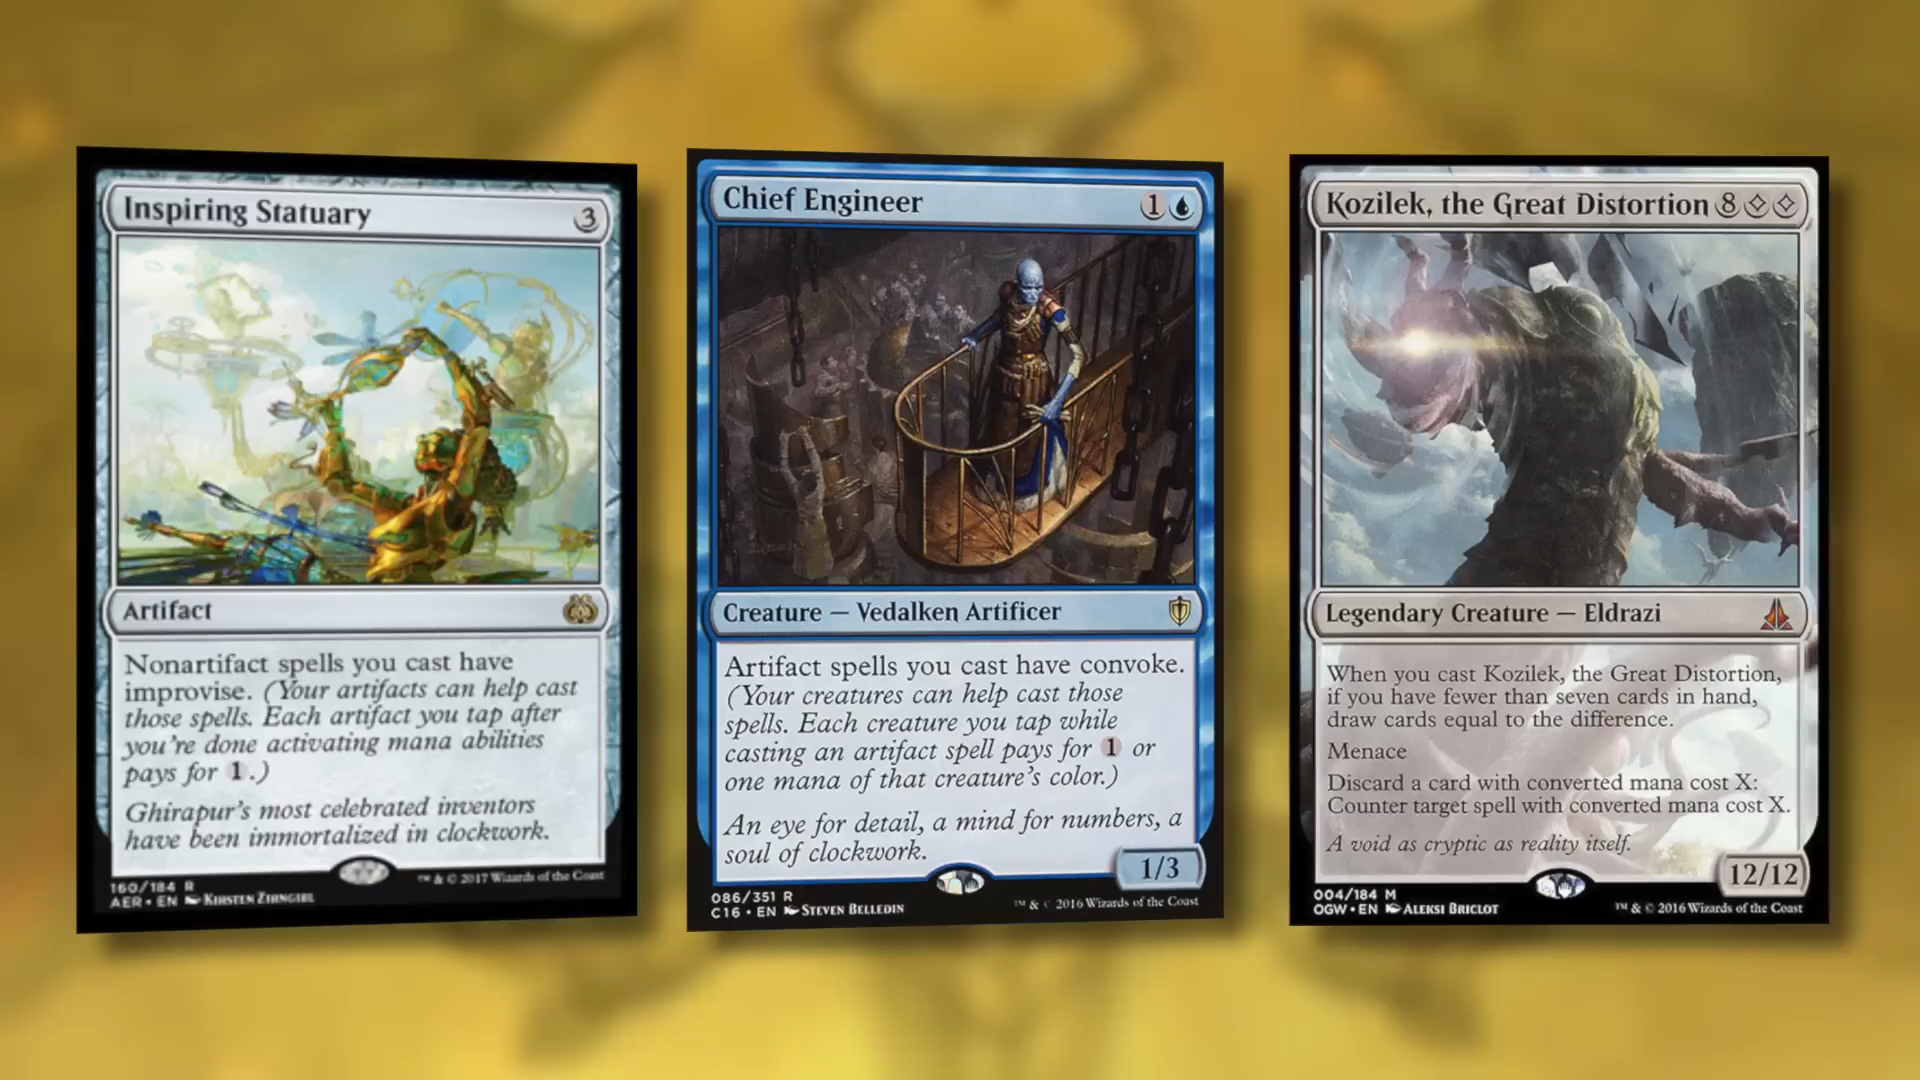 Inspiring Statuary 3
Artifact
Nonartifact spells you cast have
improvise. (Your artifacts can help cast
those spells. Each artifact you tap after
you're done activating mana abilities
pays for 1.)
Ghirapur's most celebrated inventors
have been immortalized in clockwork.
160/184 R
AER • EN Kirsten Zirngibl
™ & © 2017 Wizards of the Coast
Chief Engineer 1
Creature — Vedalken Artificer
Artifact spells you cast have convoke.
(Your creatures can help cast those
spells. Each creature you tap while
casting an artifact spell pays for 1 or
one mana of that creature's color.)
An eye for detail, a mind for numbers, a
soul of clockwork.
1/3
086/351 R
C16 • EN Steven Belledin
™ & © 2016 Wizards of the Coast
Kozilek, the Great Distortion 8
Legendary Creature — Eldrazi
When you cast Kozilek, the Great Distortion,
if you have fewer than seven cards in hand,
draw cards equal to the difference.
Menace
Discard a card with converted mana cost X:
Counter target spell with converted mana cost X.
A void as cryptic as reality itself.
12/12
004/184 M
OGW • EN Aleksi Briclot
™ & © 2016 Wizards of the Coast